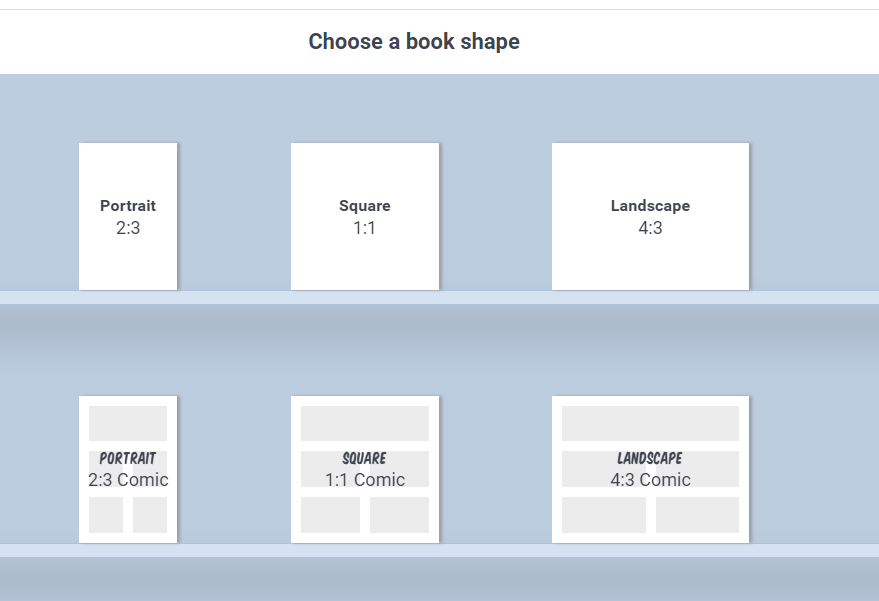 Choose a book shape
Portrait
2:3
Square
1:1
Landscape
4:3
PORTRAIT
2:3 Comic
SQUARE
1:1 Comic
LANDSCAPE
4:3 Comic